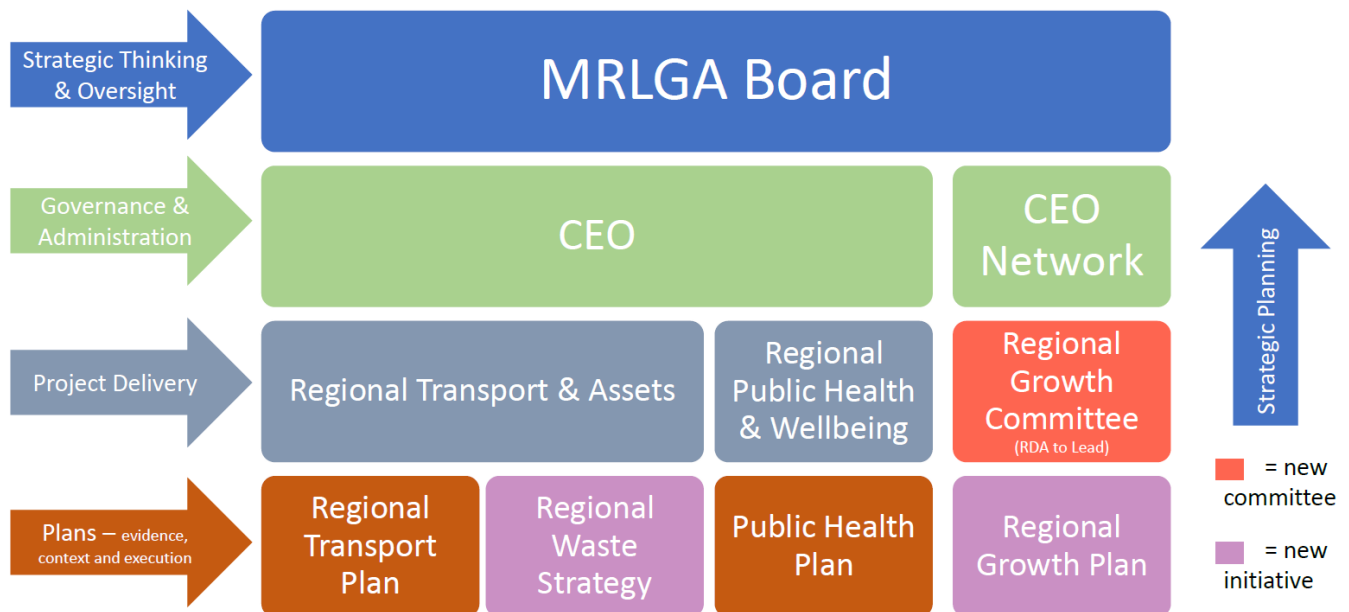 Strategic Thinking
& Oversight
MRLGA Board
Governance &
Administration
CEO
CEO
Network
Strategic Planning
Project Delivery
Regional Transport & Assets
Regional
Public Health
& Wellbeing
Regional
Growth
Committee
(RDA to Lead)
= new
committee
Plans – evidence,
context and execution
Regional
Transport
Plan
Regional
Waste
Strategy
Public Health
Plan
Regional
Growth Plan
= new
initiative